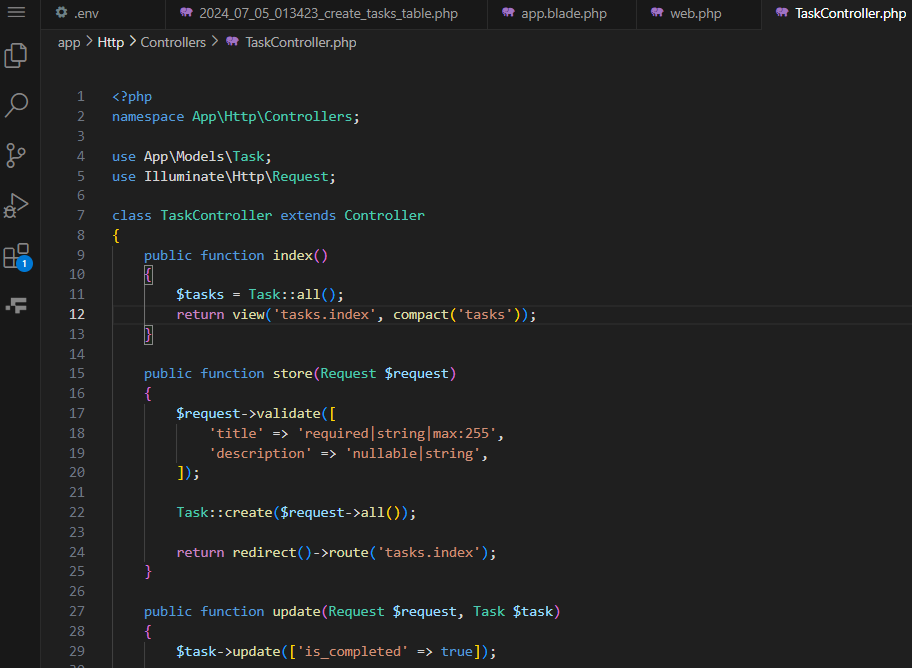 .env 2024_07_05_013423_create_tasks_table.php app.blade.php web.php TaskController.php
app > Http > Controllers > TaskController.php
1 <?php
2 namespace App\Http\Controllers;
3
4 use App\Models\Task;
5 use Illuminate\Http\Request;
6
7 class TaskController extends Controller
8 {
9 public function index()
10 {
11 $tasks = Task::all();
12 return view('tasks.index', compact('tasks'));
13 }
14
15 public function store(Request $request)
16 {
17 $request->validate([
18 'title' => 'required|string|max:255',
19 'description' => 'nullable|string',
20 ]);
21
22 Task::create($request->all());
23
24 return redirect()->route('tasks.index');
25 }
26
27 public function update(Request $request, Task $task)
28 {
29 $task->update(['is_completed' => true]);
1